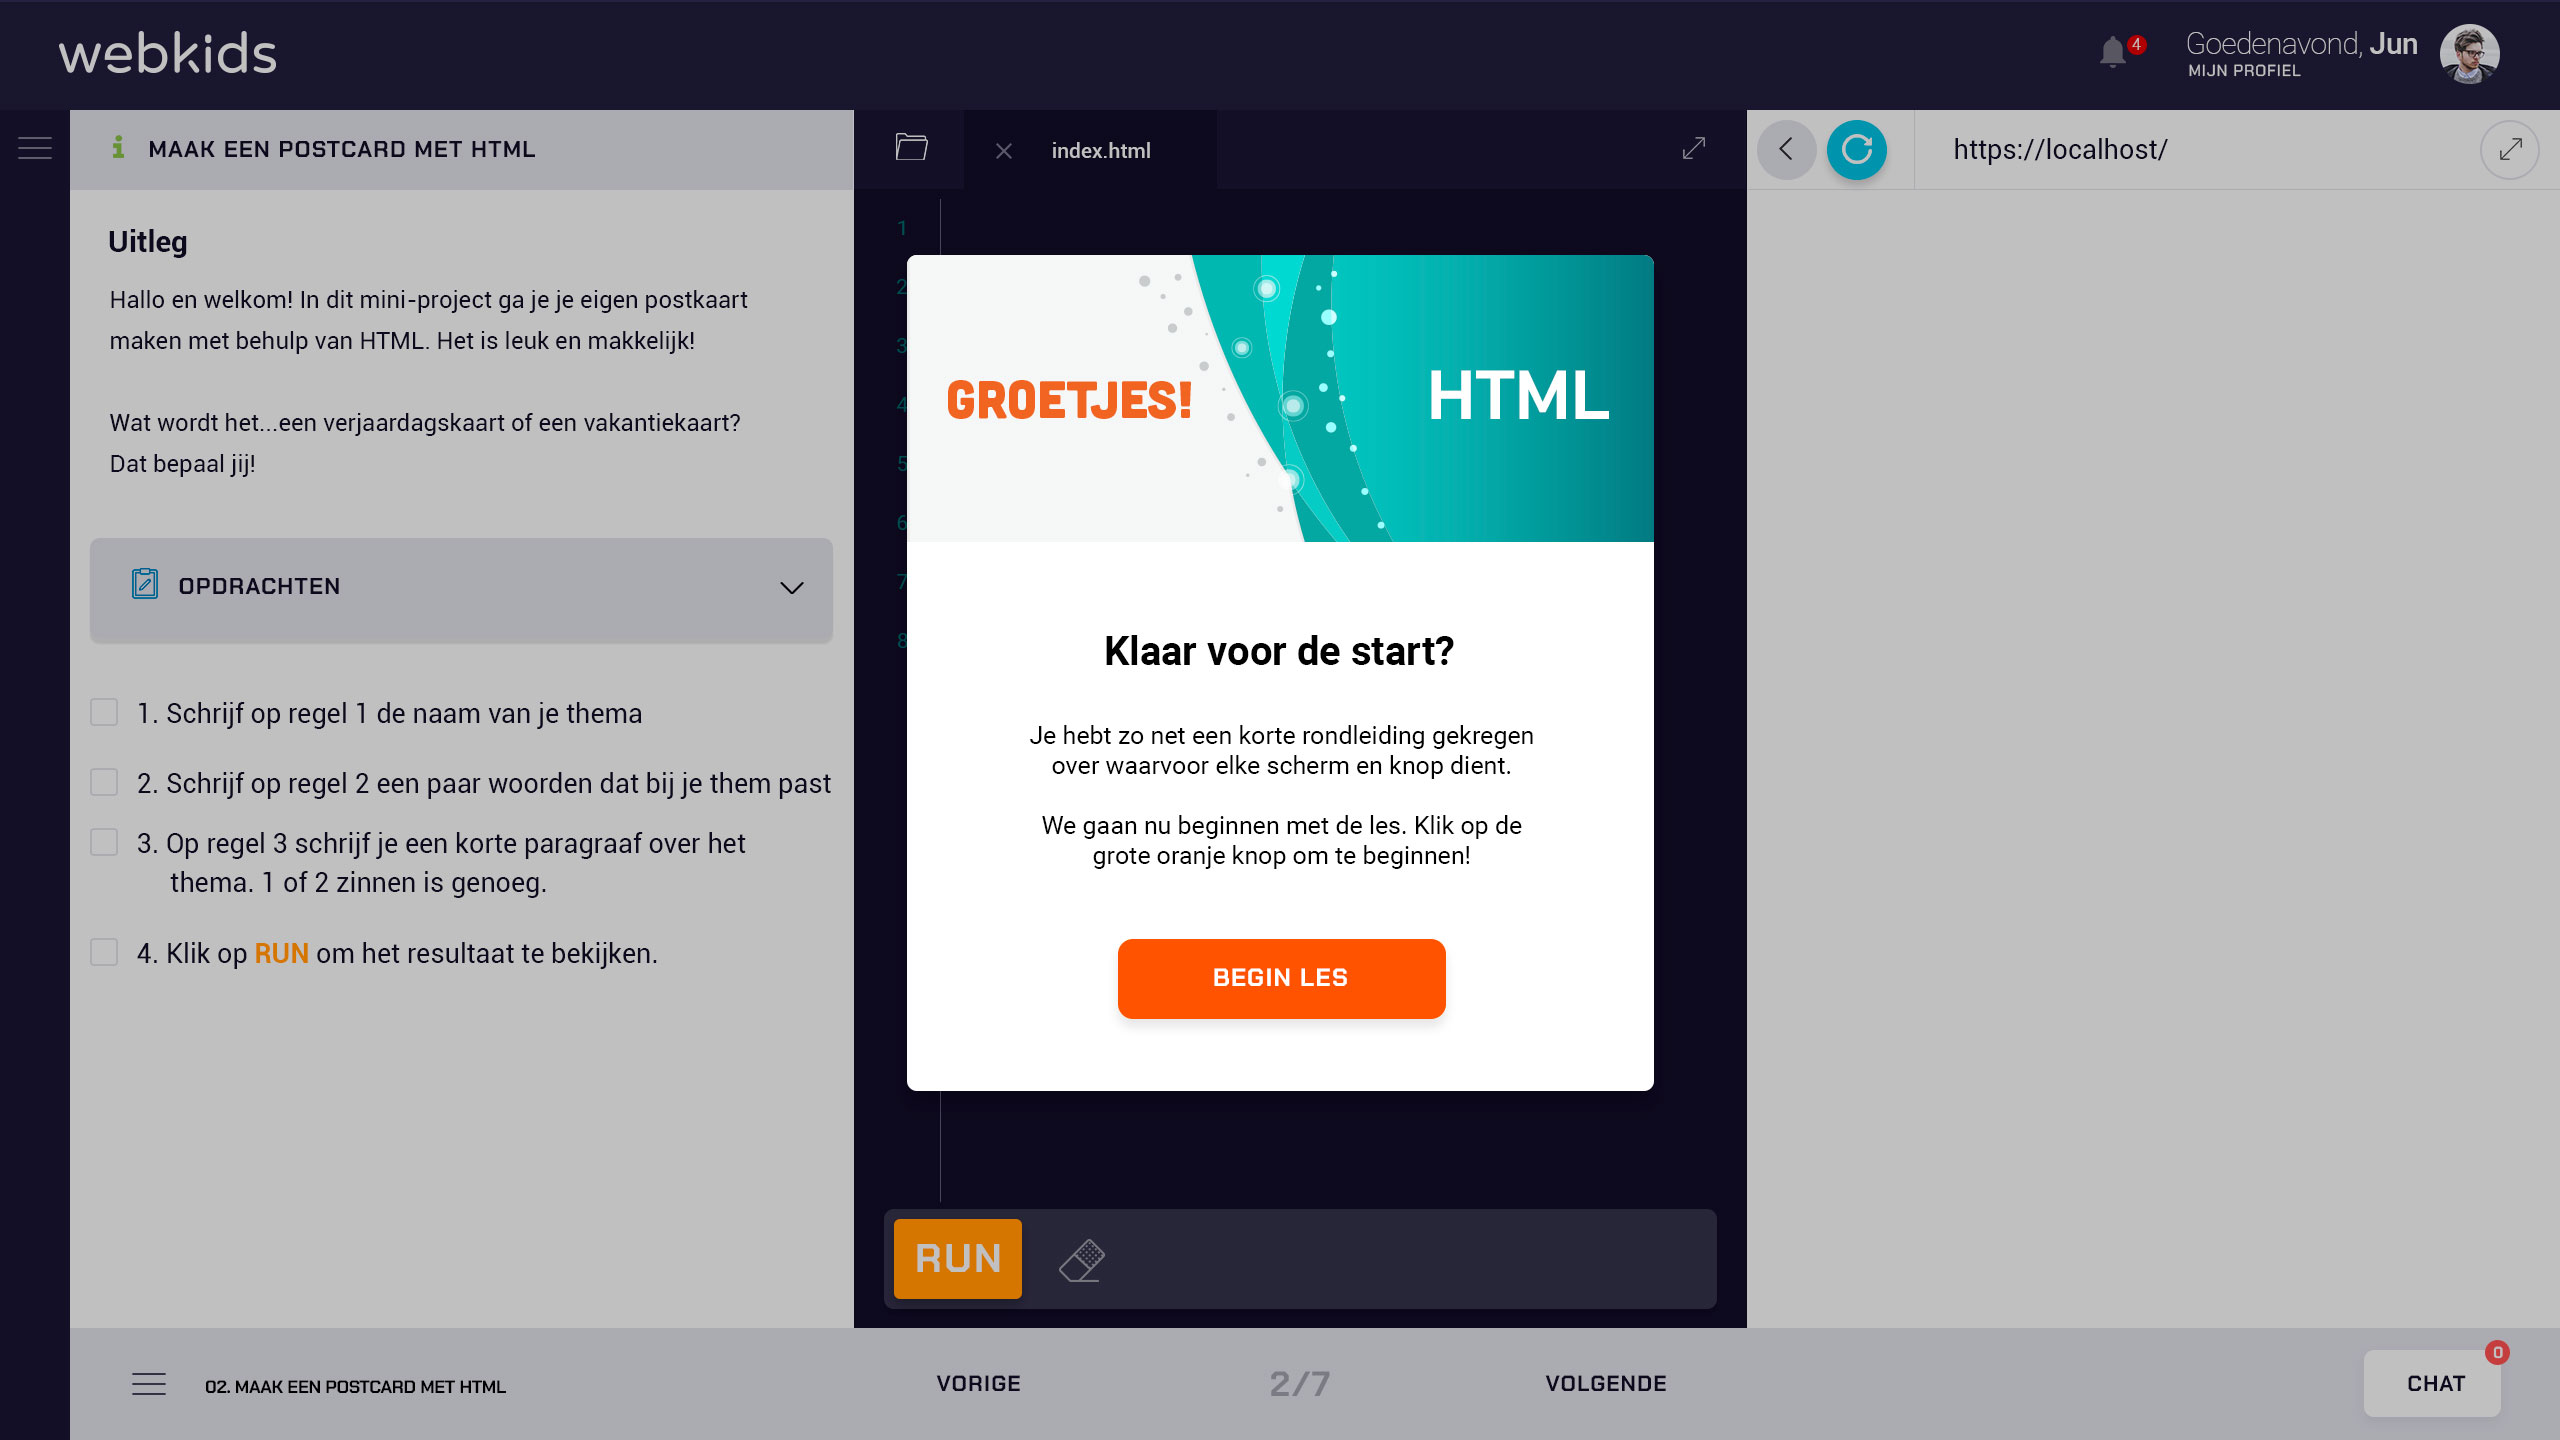 webkids
4
Goedenavond, Jun
MIJN PROFIEL
MAAK EEN POSTCARD MET HTML
index.html
https://localhost/
Uitleg
Hallo en welkom! In dit mini-project ga je je eigen postkaart
maken met behulp van HTML. Het is leuk en makkelijk!
Wat wordt het...een verjaardagskaart of een vakantiekaart?
Dat bepaal jij!
OPDRACHTEN
1. Schrijf op regel 1 de naam van je thema
2. Schrijf op regel 2 een paar woorden dat bij je them past
3. Op regel 3 schrijf je een korte paragraaf over het
thema. 1 of 2 zinnen is genoeg.
4. Klik op RUN om het resultaat te bekijken.
1
2
3
4
5
6
7
8
GROETJES!
HTML
Klaar voor de start?
Je hebt zo net een korte rondleiding gekregen
over waarvoor elke scherm en knop dient.
We gaan nu beginnen met de les. Klik op de
grote oranje knop om te beginnen!
BEGIN LES
RUN
02. MAAK EEN POSTCARD MET HTML
VORIGE
2/7
VOLGENDE
CHAT
0